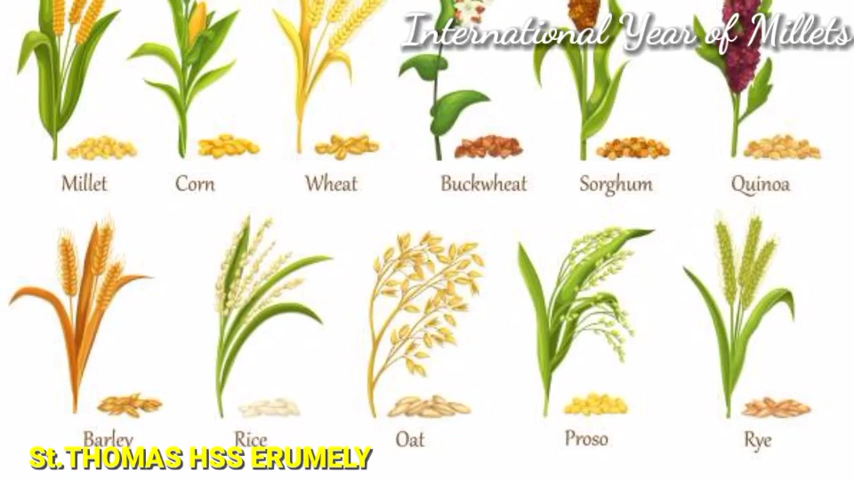 International Year of Millets
Millet Corn Wheat Buckwheat Sorghum Quinoa
Barley Rice Oat Proso Rye
St.THOMAS HSS ERUMELY